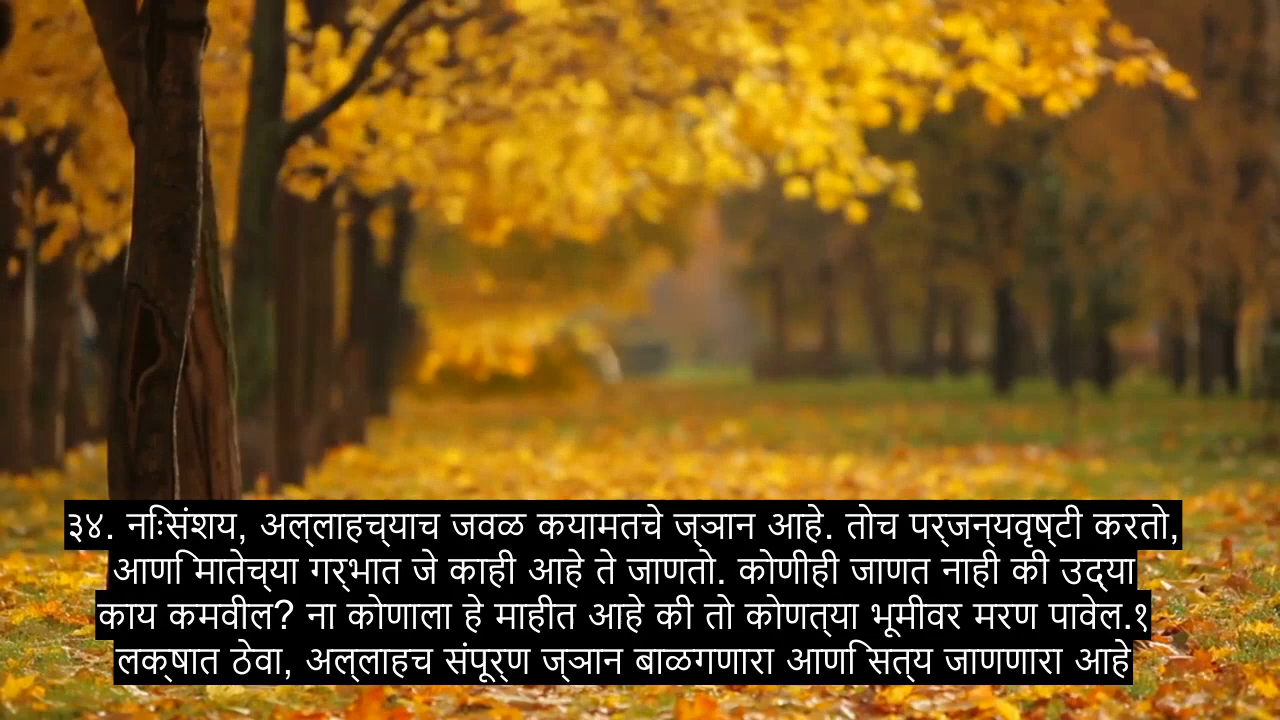 ३४. निःसंशय, अल्लाहच्याच जवळ कयामतचे ज्ञान आहे. तोच पर्जन्यवृष्टी करतो,
आणि मातेच्या गर्भात जे काही आहे ते जाणतो. कोणीही जाणत नाही की उद्या
काय कमवील? ना कोणाला हे माहीत आहे की तो कोणत्या भूमीवर मरण पावेल.१
लक्षात ठेवा, अल्लाहच संपूर्ण ज्ञान बाळगणारा आणि सत्य जाणणारा आहे